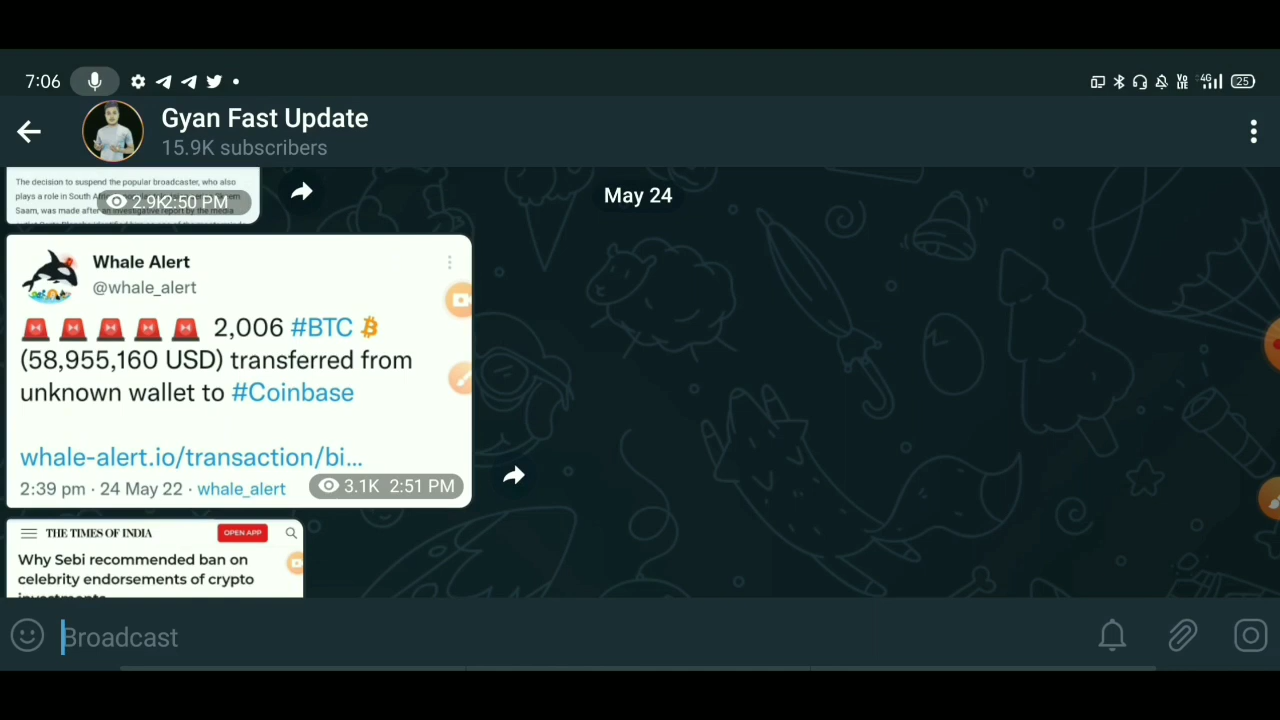 7:06
4G
25
Gyan Fast Update
15.9K subscribers
May 24
The decision to suspend the popular broadcaster, who also
plays a role in South
Saam, was made after an investigative report by the media
2.9K 2:50 PM
Whale Alert
@whale_alert
2,006 #BTC
(58,955,160 USD) transferred from
unknown wallet to #Coinbase
whale-alert.io/transaction/bi...
2:39 pm · 24 May 22 · whale_alert
3.1K 2:51 PM
THE TIMES OF INDIA
OPEN APP
Why Sebi recommended ban on
celebrity endorsements of crypto
investments
Broadcast